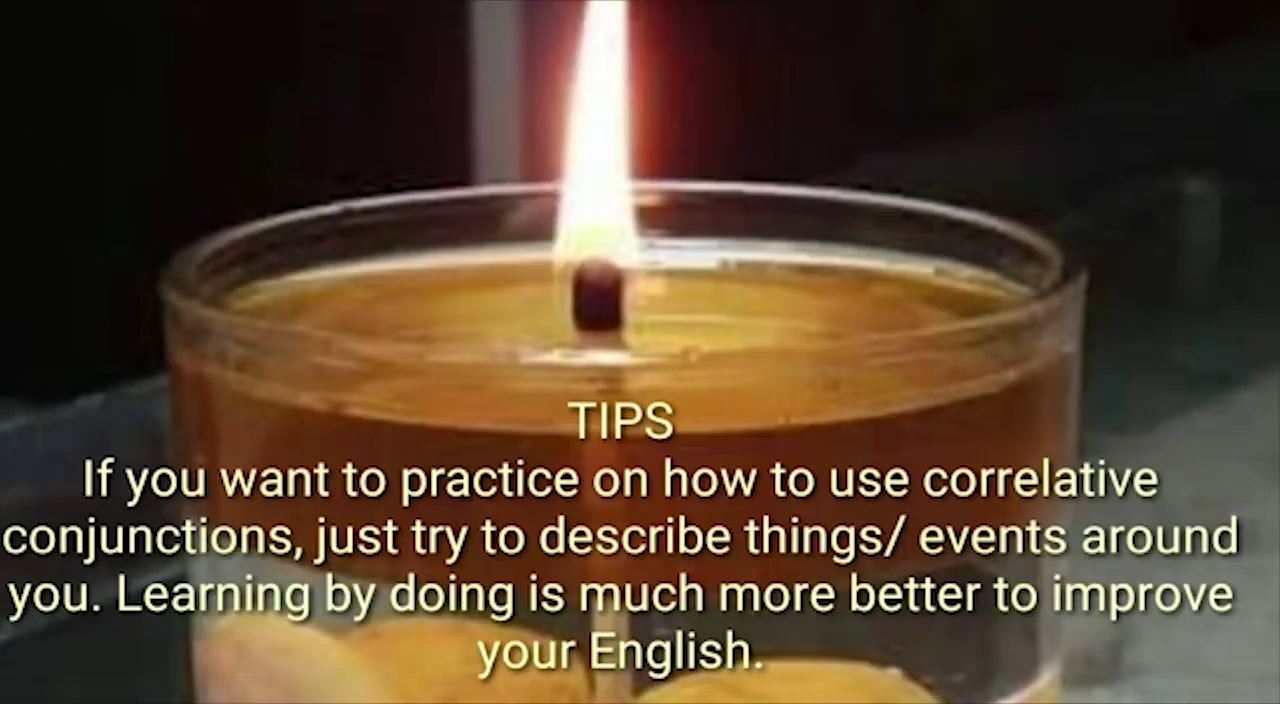 TIPS
If you want to practice on how to use correlative
conjunctions, just try to describe things/ events around
you. Learning by doing is much more better to improve
your English.